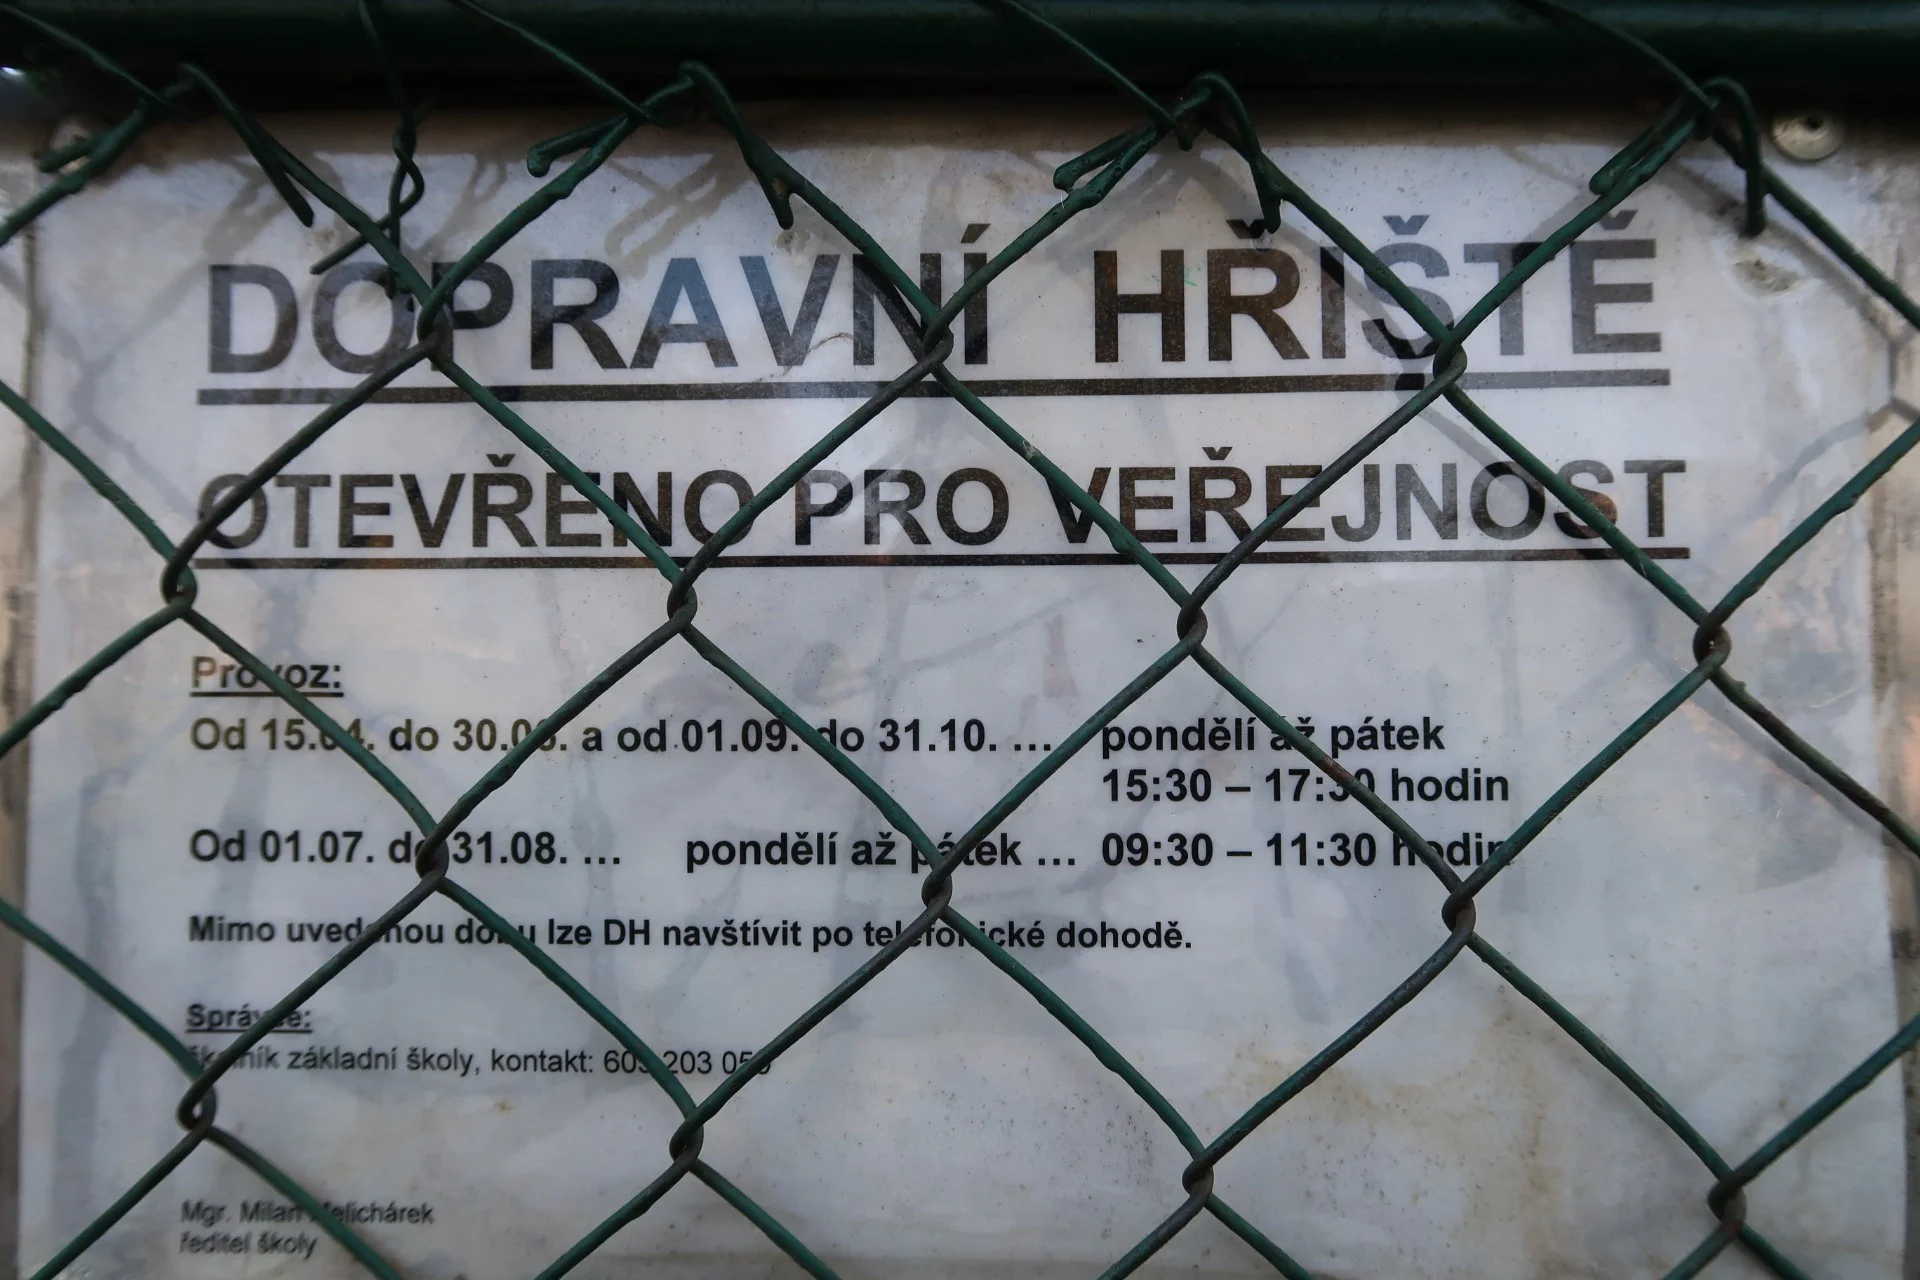 DOPRAVNÍ HŘIŠTĚ
OTEVŘENO PRO VEŘEJNOST
Provoz:
Od 15.04. do 30.06. a od 01.09. do 31.10. … pondělí až pátek
15:30 – 17:30 hodin
Od 01.07. do 31.08. … pondělí až pátek … 09:30 – 11:30 hodin
Mimo uvedenou dobu lze DH navštívit po telefonické dohodě.
Správce:
školník základní školy, kontakt: 203
Mgr. Milan Melichárek
ředitel školy